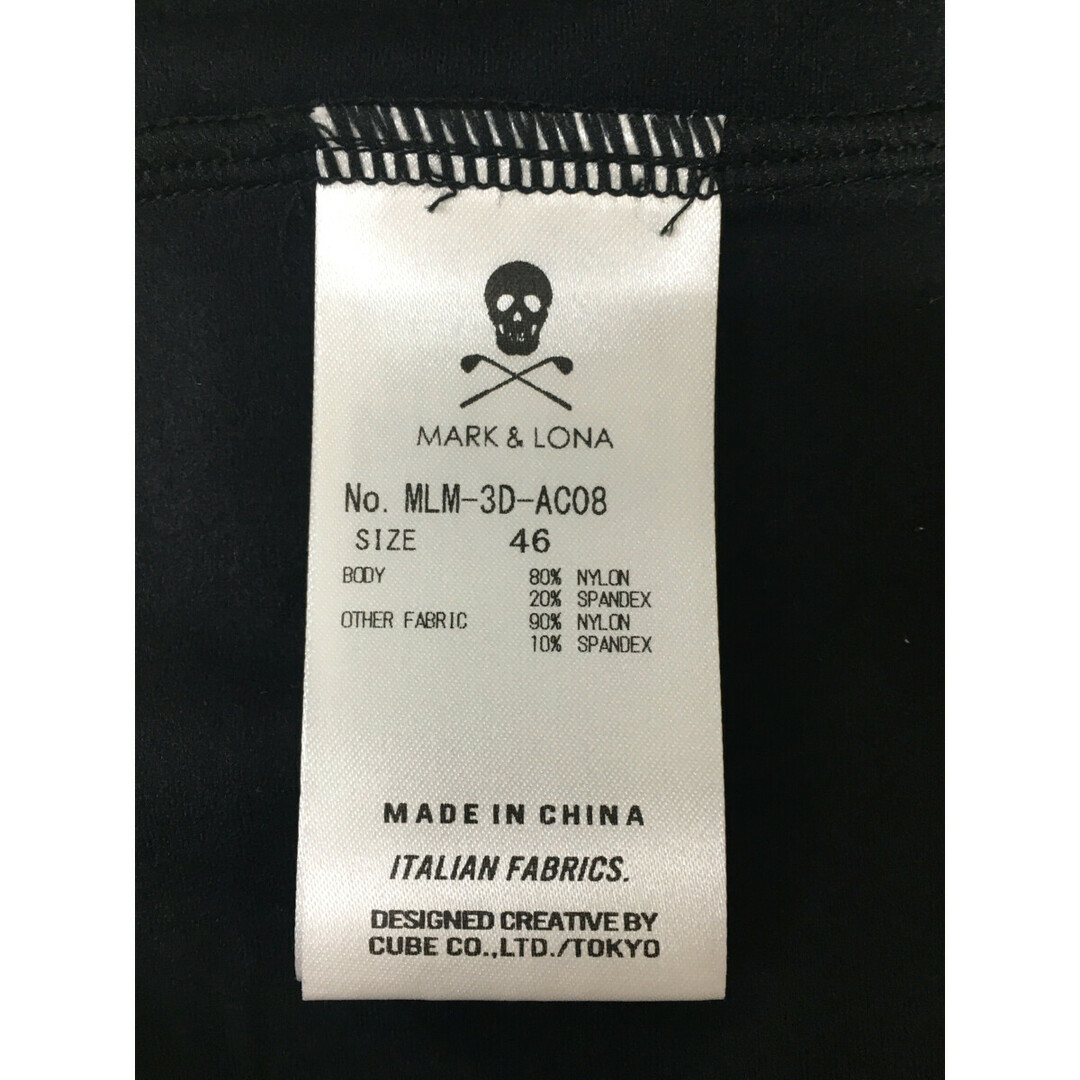 MARK & LONA
No. MLM-3D-AC08
SIZE 46
BODY 80% NYLON
20% SPANDEX
OTHER FABRIC 90% NYLON
10% SPANDEX
MADE IN CHINA
ITALIAN FABRICS.
DESIGNED CREATIVE BY
CUBE CO.,LTD./TOKYO